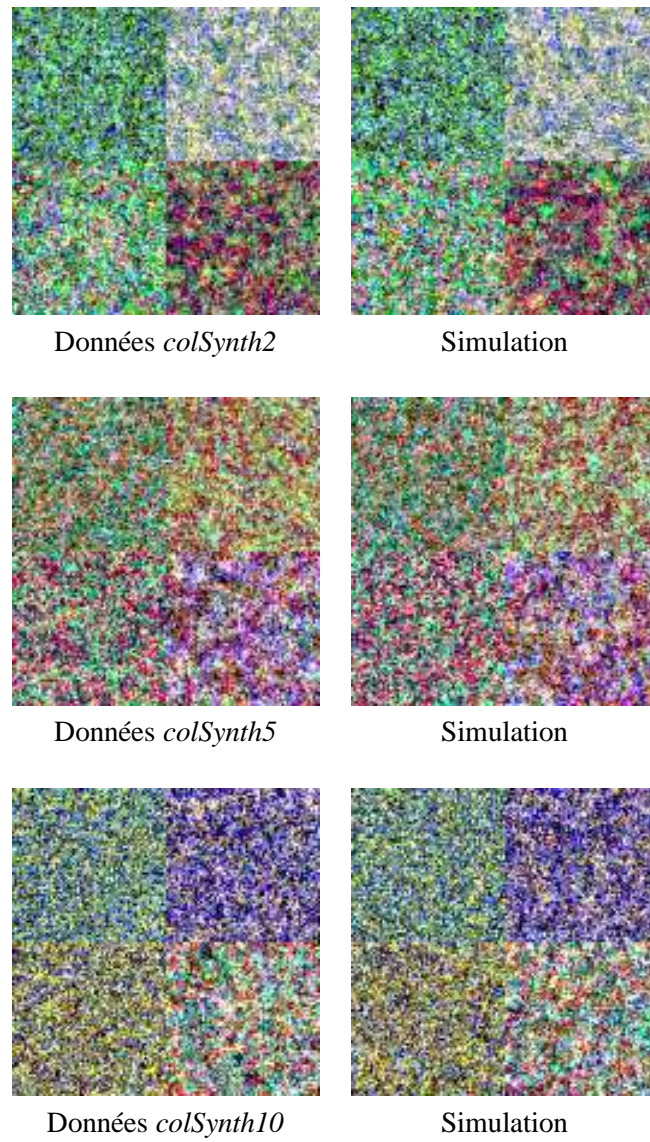 Données colSynth2
Simulation
Données colSynth5
Simulation
Données colSynth10
Simulation